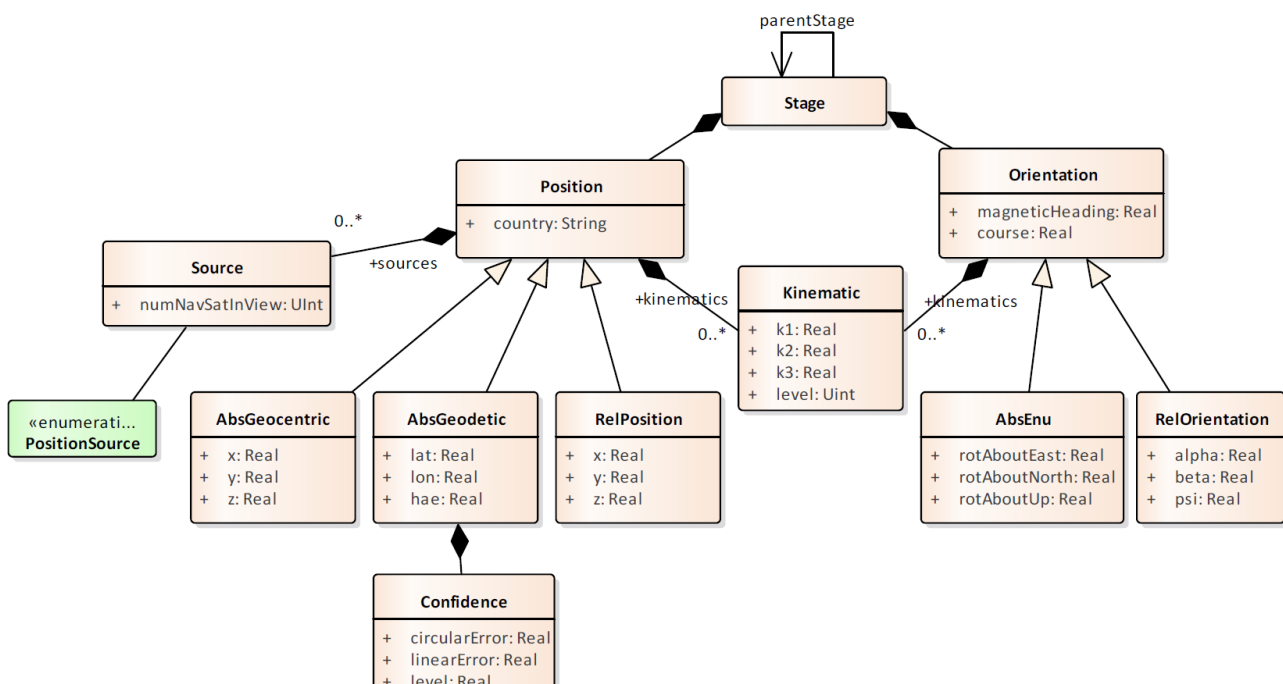 parentStage
Stage
Position
+ country: String
Orientation
+ magneticHeading: Real
+ course: Real
0..*
+sources
Source
+ numNavSatInView: UInt
+kinematics
0..*
Kinematic
+ k1: Real
+ k2: Real
+ k3: Real
+ level: Uint
+kinematics
0..*
«enumerati...
PositionSource
AbsGeocentric
+ x: Real
+ y: Real
+ z: Real
AbsGeodetic
+ lat: Real
+ lon: Real
+ hae: Real
RelPosition
+ x: Real
+ y: Real
+ z: Real
AbsEnu
+ rotAboutEast: Real
+ rotAboutNorth: Real
+ rotAboutUp: Real
RelOrientation
+ alpha: Real
+ beta: Real
+ psi: Real
Confidence
+ circularError: Real
+ linearError: Real
+ level: Real